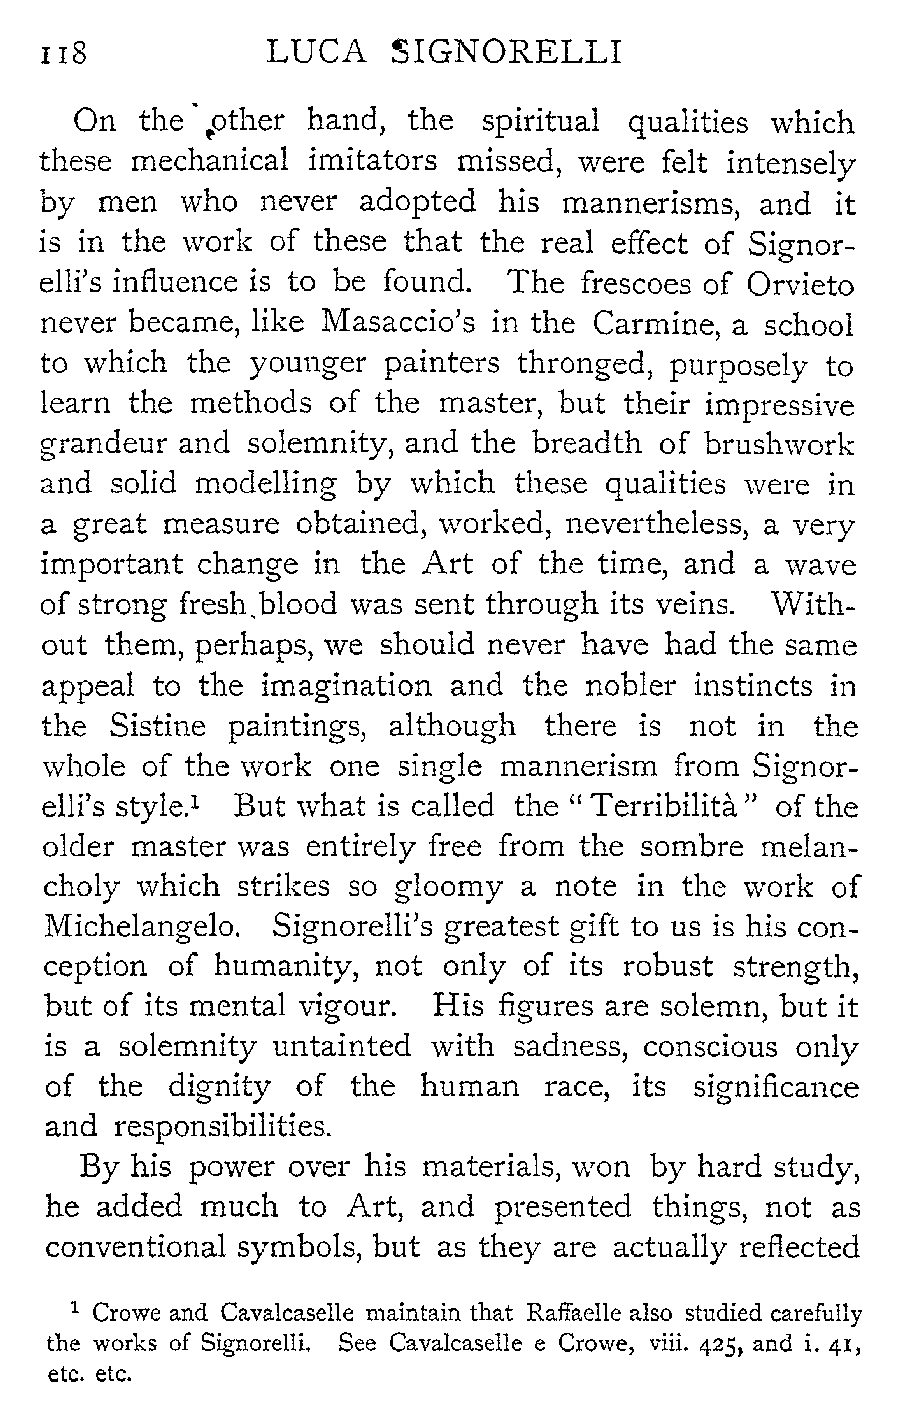 118 LUCA SIGNORELLI
On the other hand, the spiritual qualities which
these mechanical imitators missed, were felt intensely
by men who never adopted his mannerisms, and it
is in the work of these that the real effect of Signor-
elli's influence is to be found. The frescoes of Orvieto
never became, like Masaccio's in the Carmine, a school
to which the younger painters thronged, purposely to
learn the methods of the master, but their impressive
grandeur and solemnity, and the breadth of brushwork
and solid modelling by which these qualities were in
a great measure obtained, worked, nevertheless, a very
important change in the Art of the time, and a wave
of strong fresh blood was sent through its veins. With-
out them, perhaps, we should never have had the same
appeal to the imagination and the nobler instincts in
the Sistine paintings, although there is not in the
whole of the work one single mannerism from Signor-
elli's style.¹ But what is called the "Terribilità" of the
older master was entirely free from the sombre melan-
choly which strikes so gloomy a note in the work of
Michelangelo. Signorelli's greatest gift to us is his con-
ception of humanity, not only of its robust strength,
but of its mental vigour. His figures are solemn, but it
is a solemnity untainted with sadness, conscious only
of the dignity of the human race, its significance
and responsibilities.
By his power over his materials, won by hard study,
he added much to Art, and presented things, not as
conventional symbols, but as they are actually reflected
¹ Crowe and Cavalcaselle maintain that Raffaelle also studied carefully
the works of Signorelli. See Cavalcaselle e Crowe, viii. 425, and i. 41,
etc. etc.